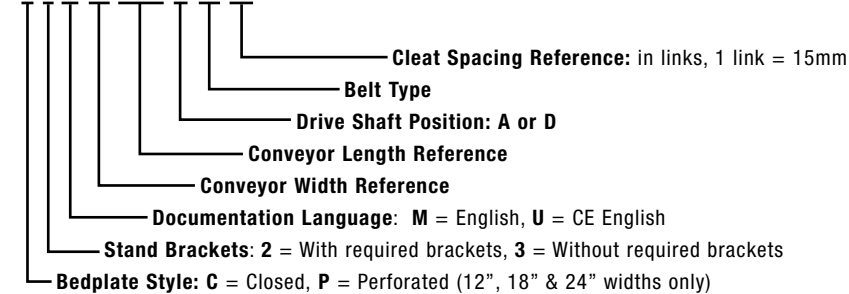 Cleat Spacing Reference: in links, 1 link = 15mm
Belt Type
Drive Shaft Position: A or D
Conveyor Length Reference
Conveyor Width Reference
Documentation Language:  M = English, U = CE English
Stand Brackets: 2 = With required brackets, 3 = Without required brackets
Bedplate Style: C = Closed, P = Perforated (12”, 18” & 24” widths only)